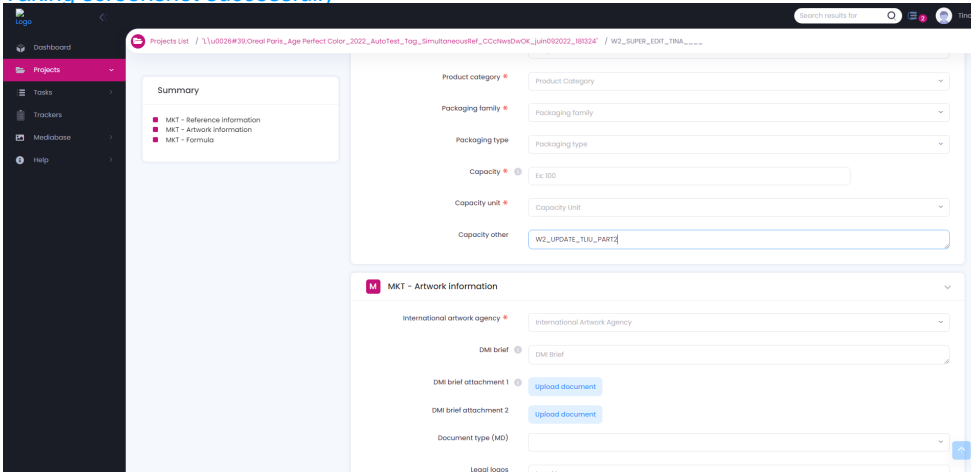 Taking Screenshot Successfully
Logo
Search results for
2
Tina
Dashboard
Projects List / 'L\u0026#39;Oreal Paris_Age Perfect Color_2022_AutoTest_Tag_SimultaneousRef_CCcNwsDwOK_juin092022_181324' / W2_SUPER_EDIT_TINA____
Projects
Tasks
Trackers
Mediabase
Help
Summary
MKT - Reference information
MKT - Artwork information
MKT - Formula
Product category *
Product Category
Packaging family *
Packaging family
Packaging type
Packaging type
Capacity *
Ex: 100
Capacity unit *
Capacity Unit
Capacity other
W2_UPDATE_TLIU_PART2
M MKT - Artwork information
International artwork agency *
International Artwork Agency
DMI brief
DMI Brief
DMI brief attachment 1
Upload document
DMI brief attachment 2
Upload document
Document type (MD)
Legal logos